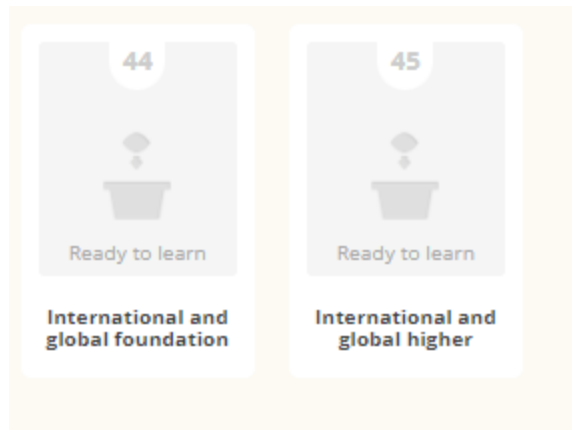 44
Ready to learn
International and
global foundation
45
Ready to learn
International and
global higher